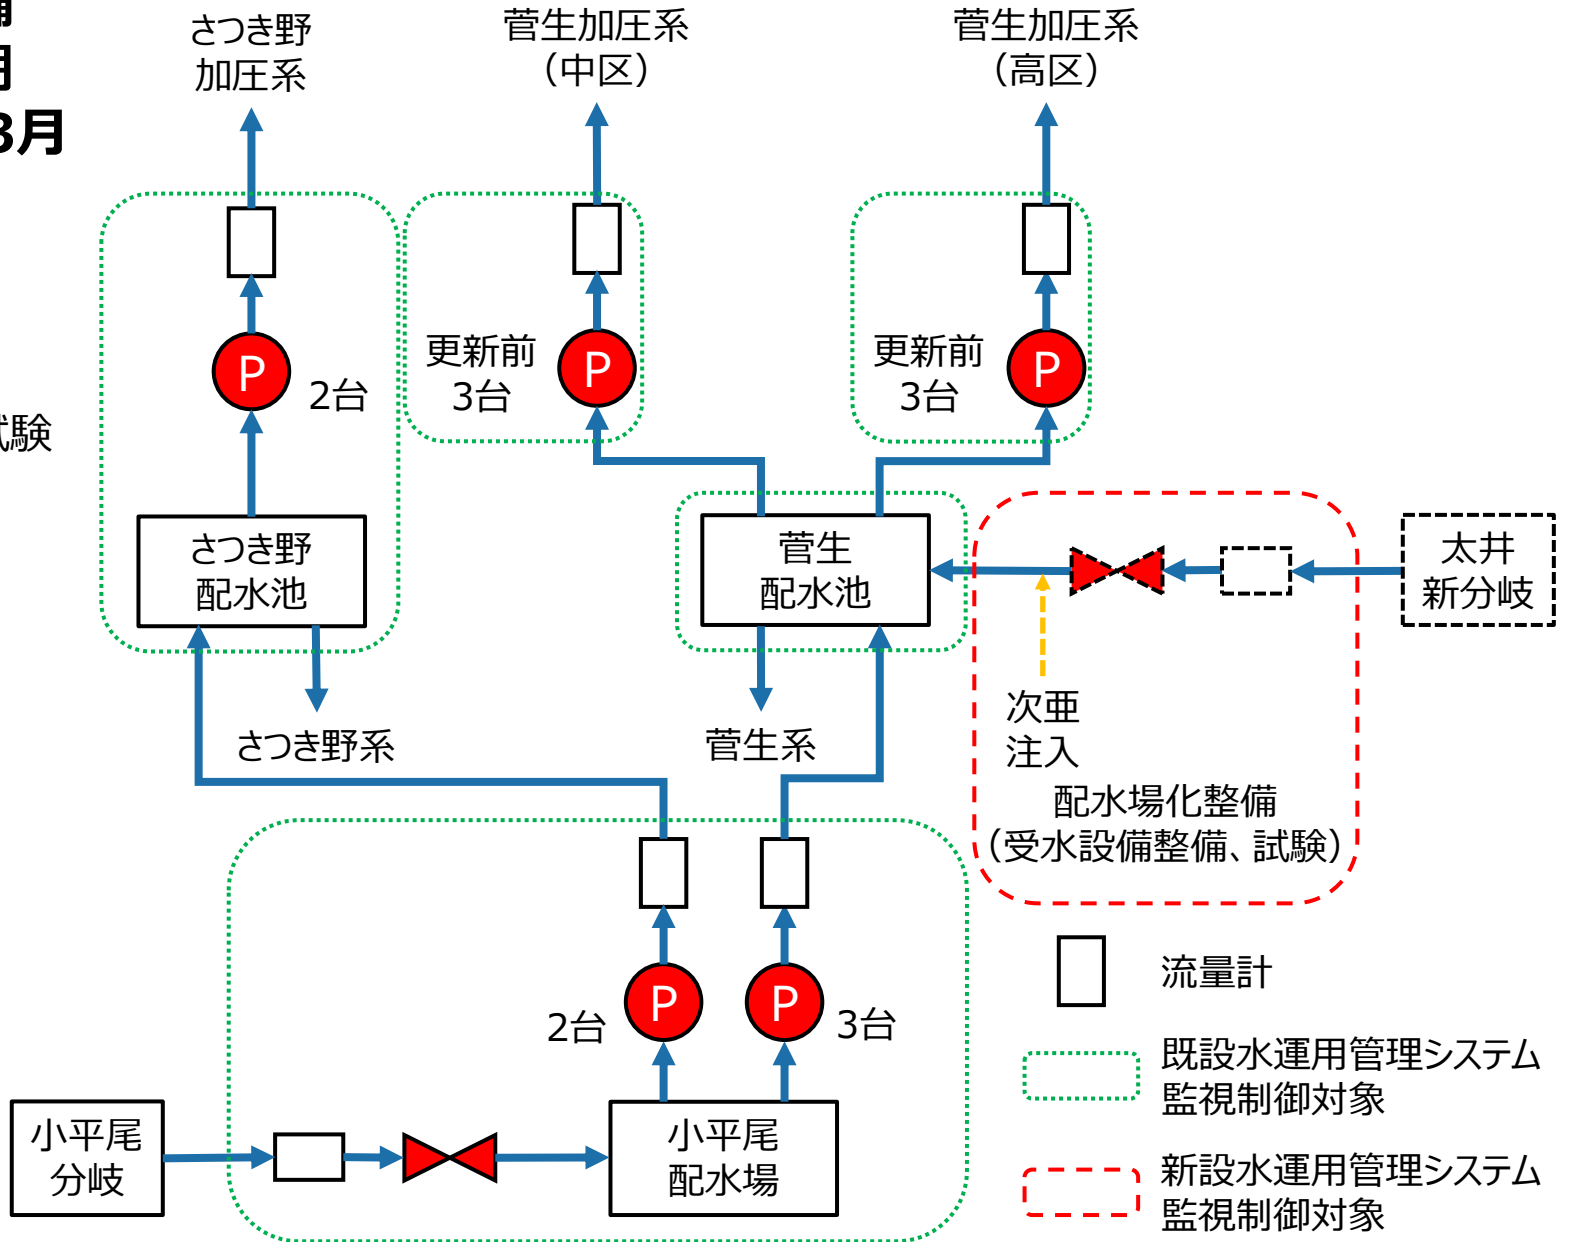 月
3月
試験
さつき野
加圧系
菅生加圧系
（中区）
菅生加圧系
（高区）
P
2台
更新前
3台
P
更新前
3台
P
さつき野
配水池
菅生
配水池
太井
新分岐
さつき野系
菅生系
次亜
注入
配水場化整備
（受水設備整備、試験）
P
2台
P
3台
小平尾
分岐
小平尾
配水場
流量計
既設水運用管理システム
監視制御対象
新設水運用管理システム
監視制御対象